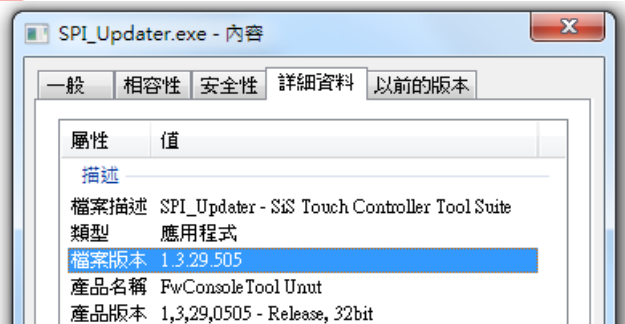 SPI_Updater.exe - 內容
一般 相容性 安全性 詳細資料 以前的版本
屬性 值
描述
檔案描述 SPI_Updater - SiS Touch Controller Tool Suite
類型 應用程式
檔案版本 1.3.29.505
產品名稱 FwConsoleTool Unut
產品版本 1,3,29,0505 - Release, 32bit